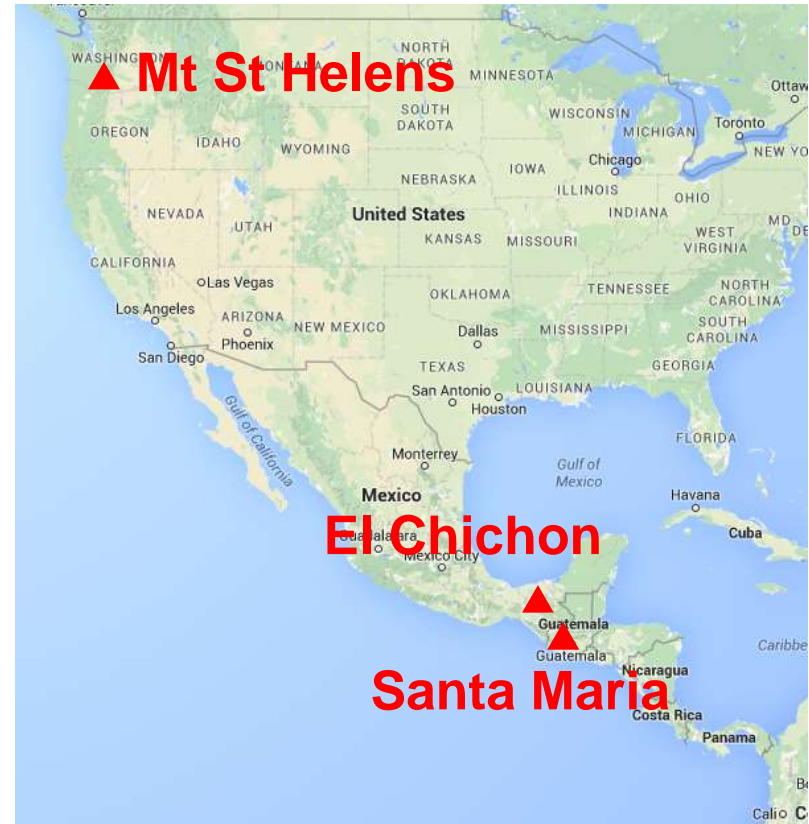 WASHINGTON
Mt St Helens
NORTH
DAKOTA
MINNESOTA
Ottaw
OREGON
IDAHO
SOUTH
DAKOTA
WYOMING
WISCONSIN
MICHIGAN
Toronto
NEW YO
Chicago
IOWA
NEBRASKA
ILLINOIS
OHIO
INDIANA
NEVADA
UTAH
United States
KANSAS
MISSOURI
WEST
VIRGINIA
MD
DE
CALIFORNIA
Las Vegas
OKLAHOMA
TENNESSEE
NORTH
CAROLINA
Los Angeles
ARIZONA
NEW MEXICO
Phoenix
San Diego
Dallas
MISSISSIPPI
SOUTH
CAROLINA
TEXAS
GEORGIA
San Antonio
LOUISIANA
Houston
Gulf of California
FLORIDA
Monterrey
Gulf of
Mexico
Mexico
Havana
Cuba
El Chichon
Mexico City
Guatemala
Guatemala
Caribbe
Nicaragua
Santa Maria
Costa Rica
Panama
Cali